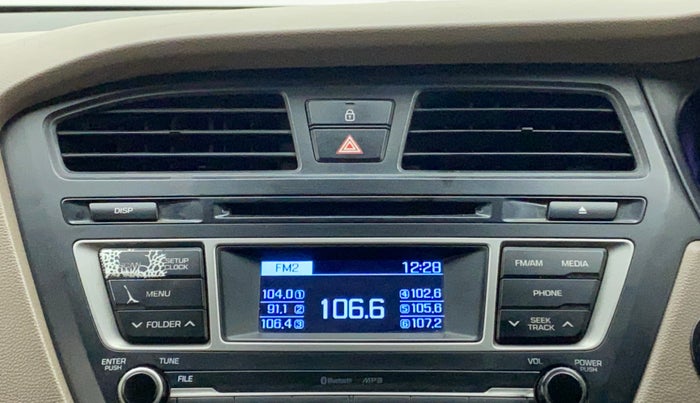 DISP
SETUP
CLOCK
MENU
FOLDER
FM2 12:28
104.0 1
91.1 2
106.4 3
106.6
4 102.6
5 105.6
6 107.2
FM/AM MEDIA
PHONE
SEEK
TRACK
ENTER
PUSH
TUNE
FILE
Bluetooth MP3
VOL
POWER
PUSH